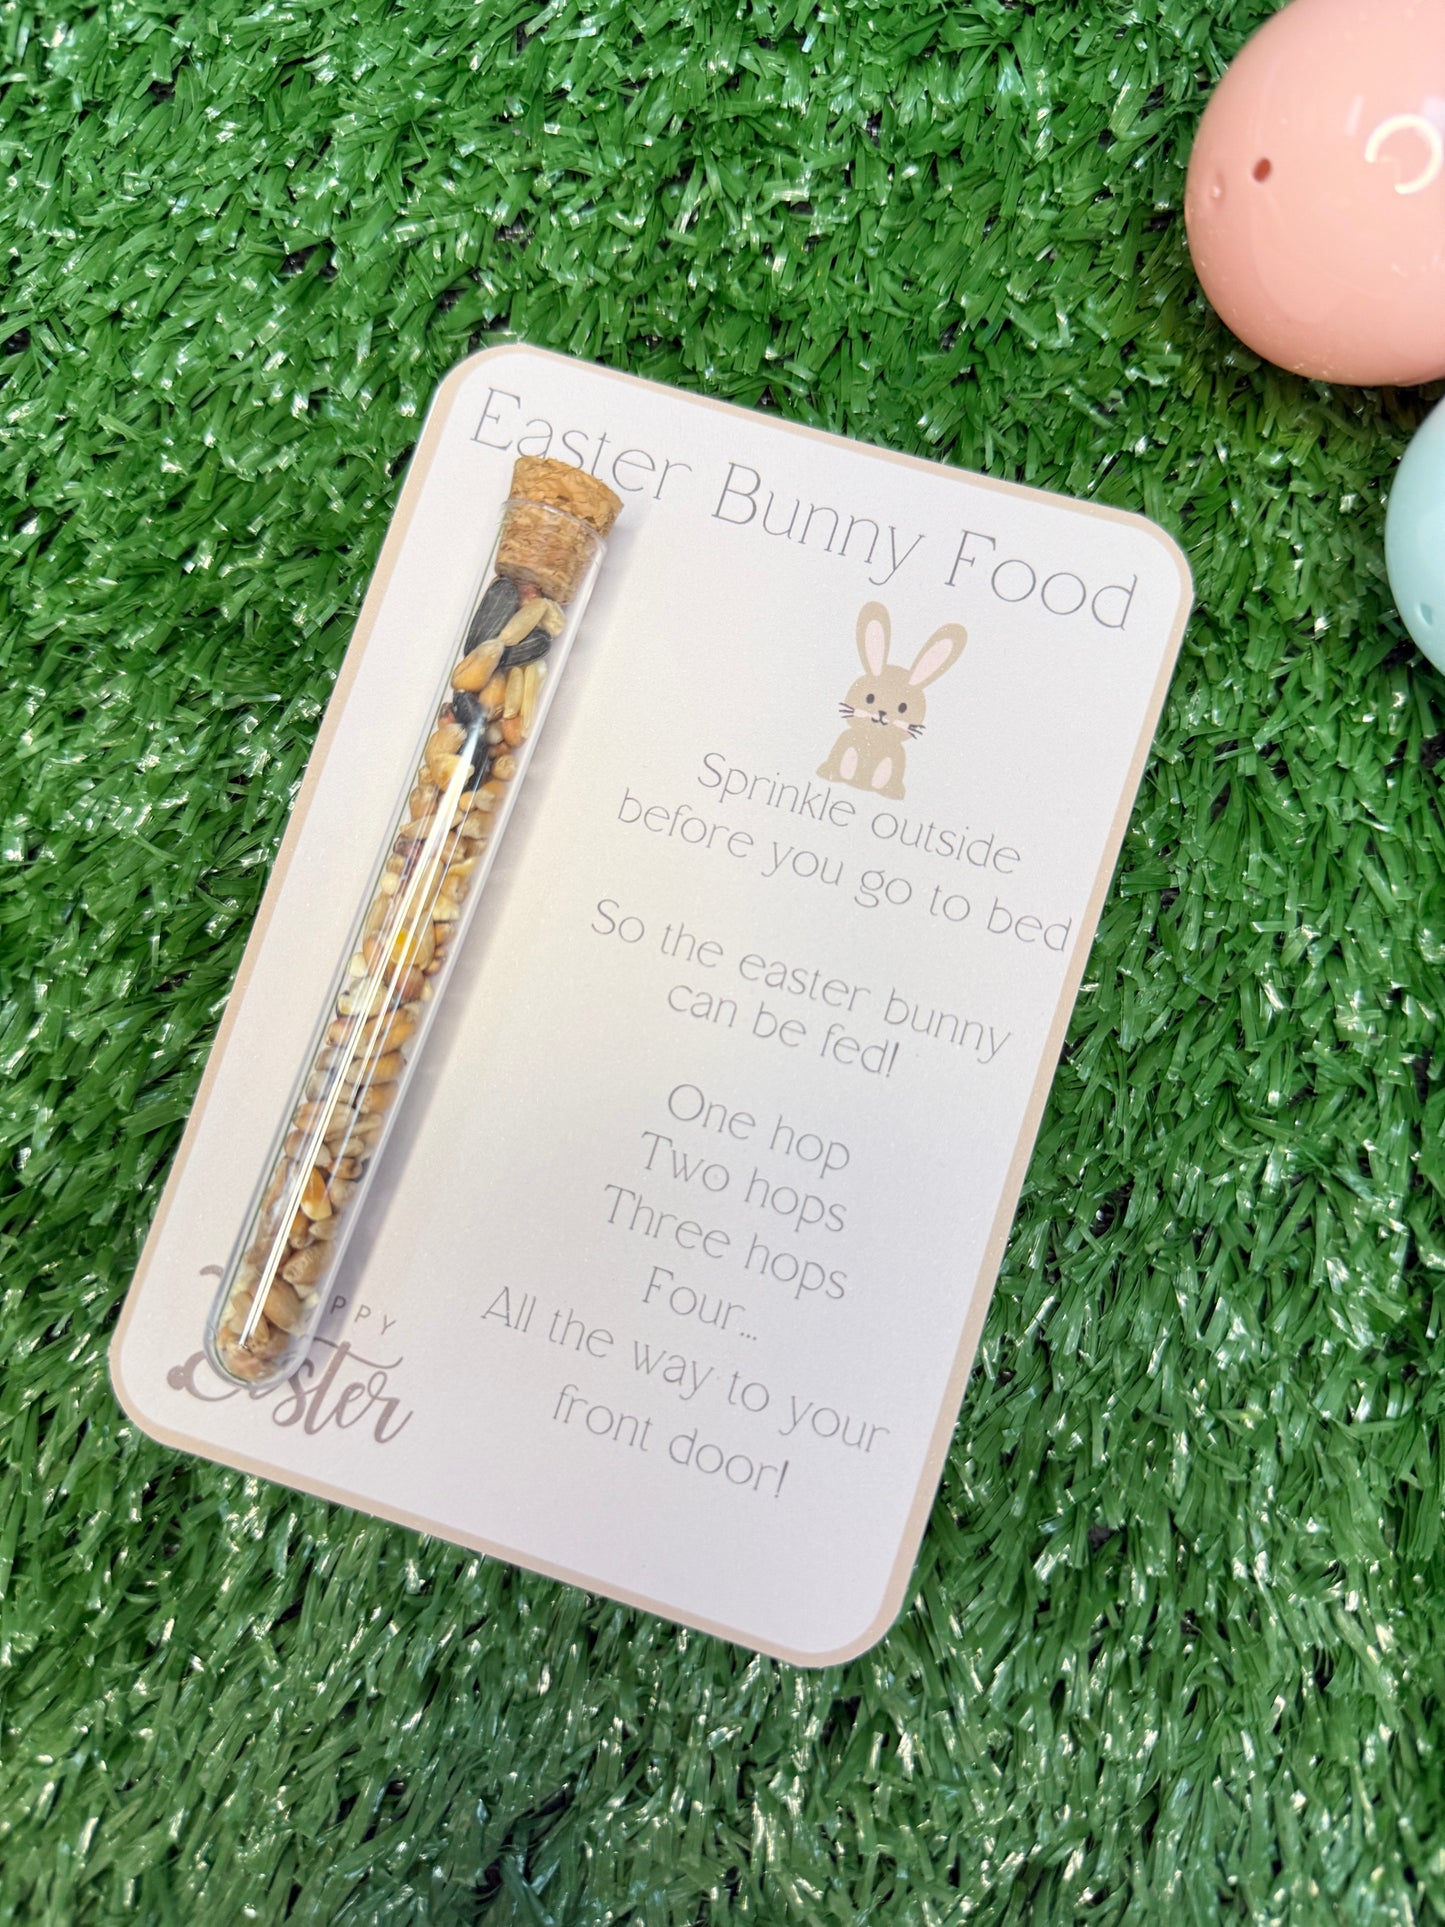 Easter Bunny Food
Sprinkle outside
before you go to bed
So the easter bunny
can be fed!
One hop
Two hops
Three hops
Four...
All the way to your
front door!
PPY
Easter